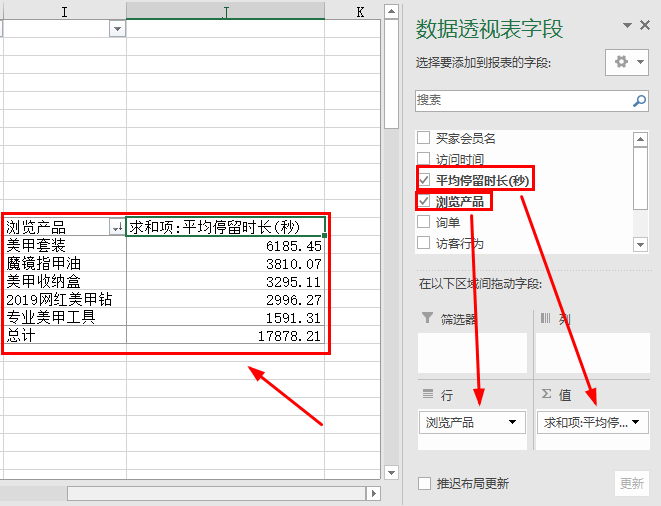 I J K
浏览产品 求和项:平均停留时长(秒)
美甲套装 6185.45
魔镜指甲油 3810.07
美甲收纳盒 3295.11
2019网红美甲钻 2996.27
专业美甲工具 1591.31
总计 17878.21
数据透视表字段
选择要添加到报表的字段:
搜索
买家会员名
访问时间
平均停留时长(秒)
浏览产品
询单
访客行为
在以下区域间拖动字段:
筛选器 列
行 Σ 值
浏览产品 求和项:平均停...
推迟布局更新 更新